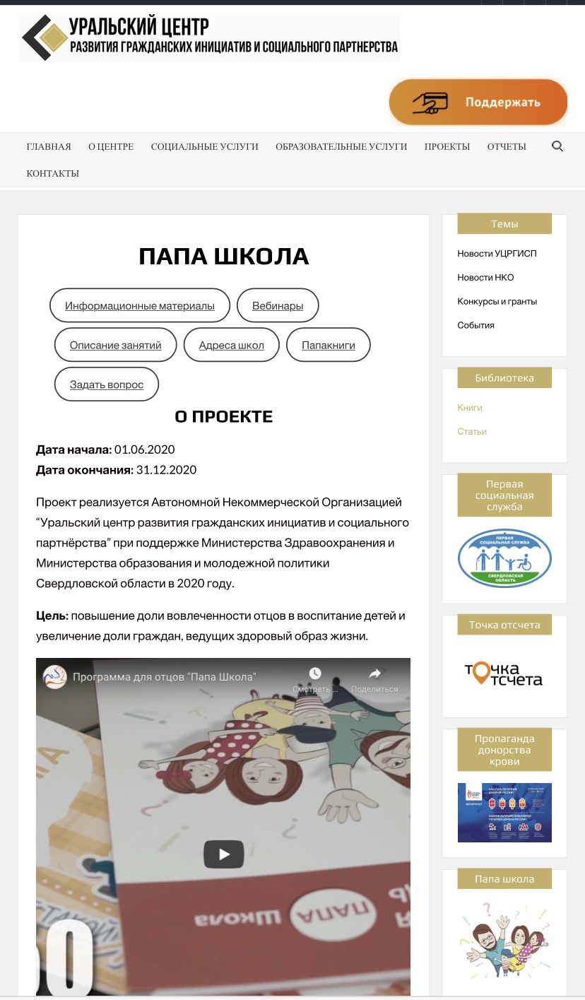 УРАЛЬСКИЙ ЦЕНТР
РАЗВИТИЯ ГРАЖДАНСКИХ ИНИЦИАТИВ И СОЦИАЛЬНОГО ПАРТНЕРСТВА
Поддержать
ГЛАВНАЯ О ЦЕНТРЕ СОЦИАЛЬНЫЕ УСЛУГИ ОБРАЗОВАТЕЛЬНЫЕ УСЛУГИ ПРОЕКТЫ ОТЧЕТЫ
КОНТАКТЫ
ПАПА ШКОЛА
Информационные материалы Вебинары
Описание занятий Адреса школ Папакниги
Задать вопрос
О ПРОЕКТЕ
Дата начала: 01.06.2020
Дата окончания: 31.12.2020
Проект реализуется Автономной Некоммерческой Организацией
“Уральский центр развития гражданских инициатив и социального
партнёрства” при поддержке Министерства Здравоохранения и
Министерства образования и молодежной политики
Свердловской области в 2020 году.
Цель: повышение доли вовлеченности отцов в воспитание детей и
увеличение доли граждан, ведущих здоровый образ жизни.
Программа для отцов "Папа Школа"
Смотреть ...
Поделиться
ПАПА
Школа
Темы
Новости УЦРГИСП
Новости НКО
Конкурсы и гранты
События
Библиотека
Книги
Статьи
Первая
социальная
служба
ПЕРВАЯ
СОЦИАЛЬНАЯ СЛУЖБА
СВЕРДЛОВСКАЯ
ОБЛАСТЬ
Точка отсчета
точка
отсчета
Пропаганда
донорства
крови
КАК СТАТЬ ПОЧЕТНЫМ
ДОНОРОМ РОССИИ?
Папа школа